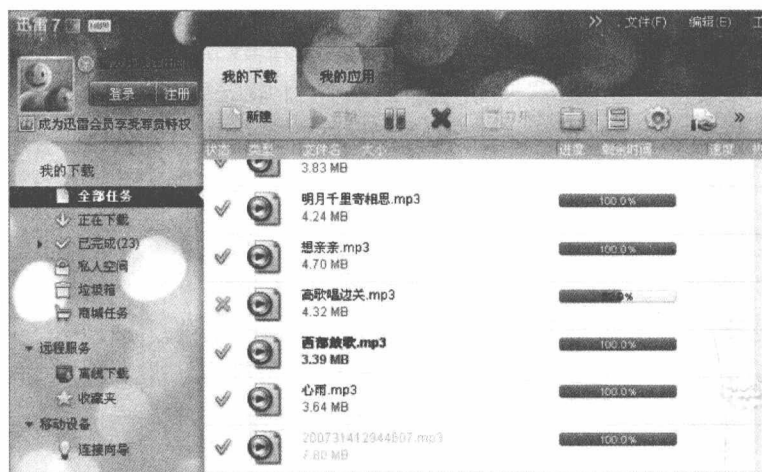 迅雷7
文件(F) 编辑(E) 工
登录 注册
成为迅雷会员享受尊贵特权
我的下载 我的应用
新建
状态 类型 文件名 大小 进度 剩余时间 速度
3.83 MB
明月千里寄相思.mp3 100.0%
4.24 MB
想亲亲.mp3 100.0%
4.70 MB
高歌唱边关.mp3
4.32 MB
西部放歌.mp3 100.0%
3.39 MB
心雨.mp3 100.0%
3.64 MB
200731412944807.mp3 100.0%
7.80 MB
我的下载
全部任务
正在下载
已完成(23)
私人空间
垃圾箱
商城任务
远程服务
离线下载
收藏夹
移动设备
连接向导